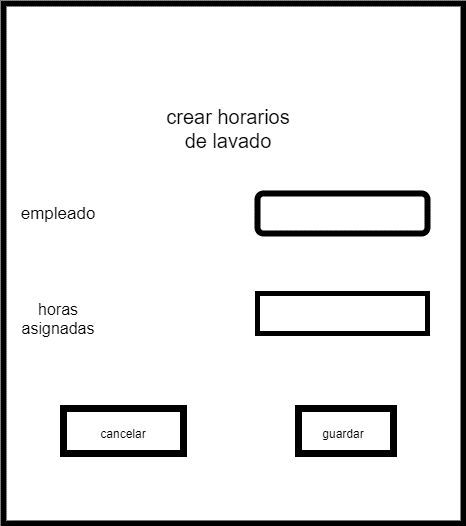 crear horarios
de lavado
empleado
horas
asignadas
cancelar
guardar